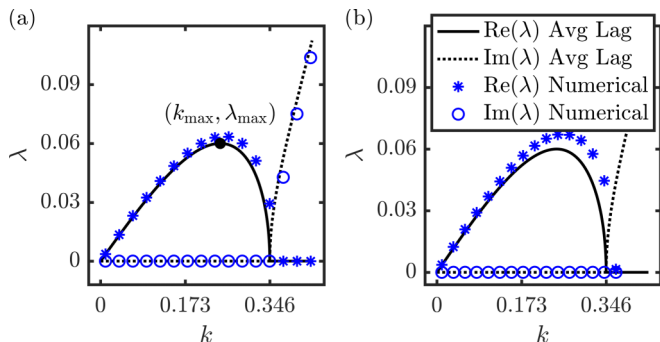 (a)
λ
0.09
0.06
0.03
0
(k_max, λ_max)
0
0.173
0.346
k
(b)
λ
0.09
0.06
0.03
0
Re(λ) Avg Lag
Im(λ) Avg Lag
Re(λ) Numerical
Im(λ) Numerical
0
0.173
0.346
k